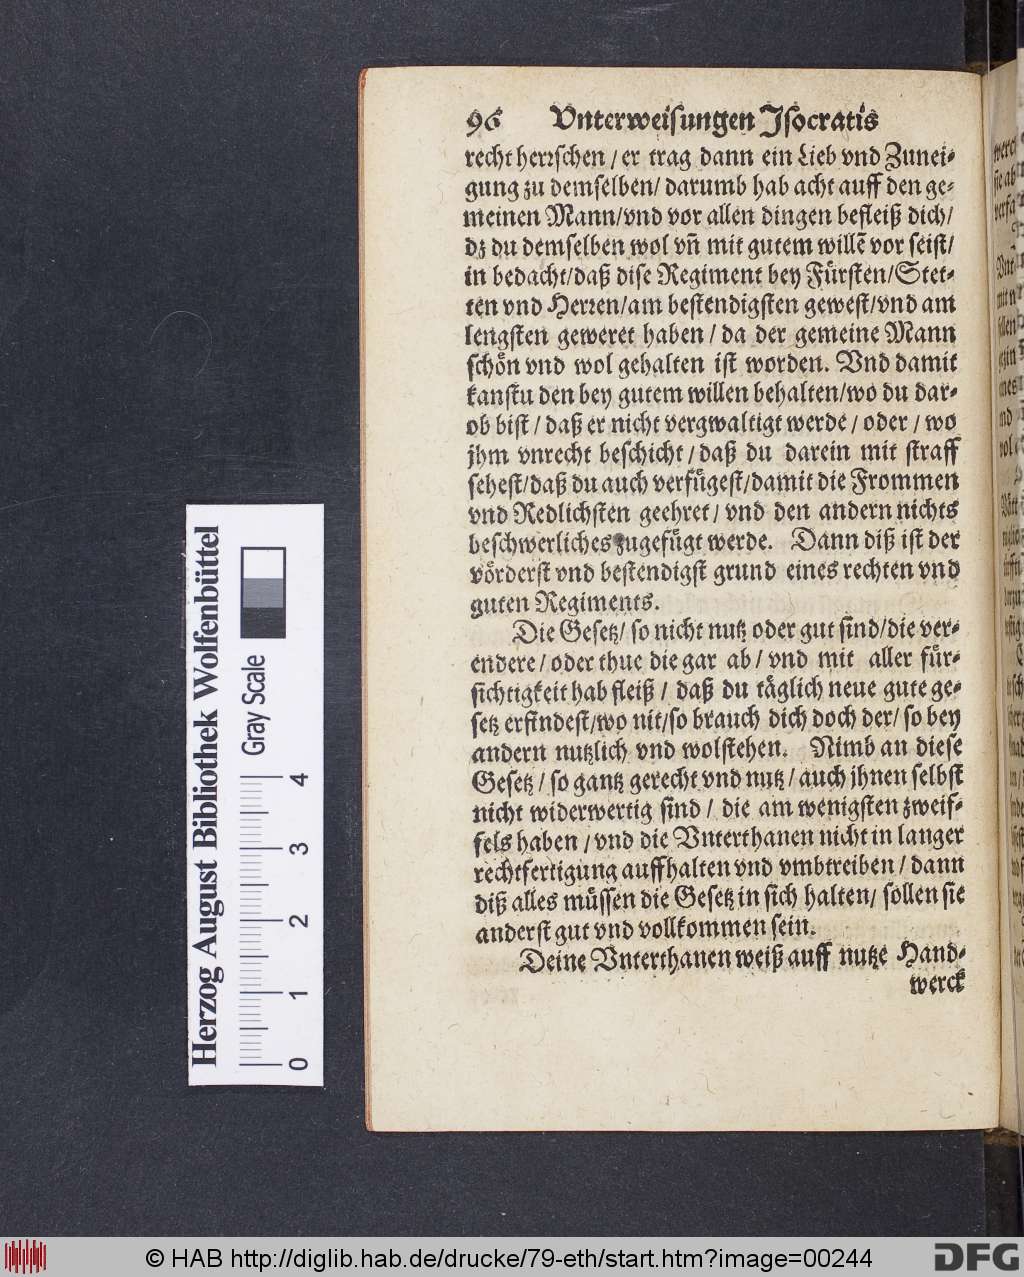 96 Vnterweisungen Jsocratis
recht herrschen / er trag dann ein Lieb vnd Zunei-
gung zu demselben/ darumb hab acht auff den ge-
meinen Mann/vnd vor allen dingen befleiß dich/
dz du demselben wol vñ mit gutem willẽ vor seist/
in bedacht/daß dise Regiment bey Fürsten/Stet-
ten vnd Herren/am bestendigsten gewest/vnd am
lengsten geweret haben / da der gemeine Mann
schön vnd wol gehalten ist worden. Vnd damit
kanstu den bey gutem willen behalten/wo du dar-
ob bist / daß er nicht vergwaltigt werde / oder / wo
jhm vnrecht beschicht / daß du darein mit straff
sehest/daß du auch verfügest/damit die Frommen
vnd Redlichsten geehret / vnd den andern nichts
beschwerliches zugefügt werde. Dann diß ist der
vörderst vnd bestendigst grund eines rechten vnd
guten Regiments.
Die Gesetz/ so nicht nutz oder gut sind/die ver-
endere / oder thue die gar ab / vnd mit aller für-
sichtigkeit hab fleiß / daß du täglich neue gute ge-
setz erfindest/wo nit/so brauch dich doch der/ so bey
andern nutzlich vnd wolstehen. Nimb an diese
Gesetz / so gantz gerecht vnd nutz / auch jhnen selbst
nicht widerwertig sind / die am wenigsten zweif-
fels haben / vnd die Vnterthanen nicht in langer
rechtfertigung auffhalten vnd vmbtreiben / dann
diß alles müssen die Gesetz in sich halten/ sollen sie
anderst gut vnd vollkommen sein.
Deine Vnterthanen weiß auff nutze Hand-
werck
Herzog August Bibliothek Wolfenbüttel
Gray Scale
0 1 2 3 4
© HAB http://diglib.hab.de/drucke/79-eth/start.htm?image=00244
DFG